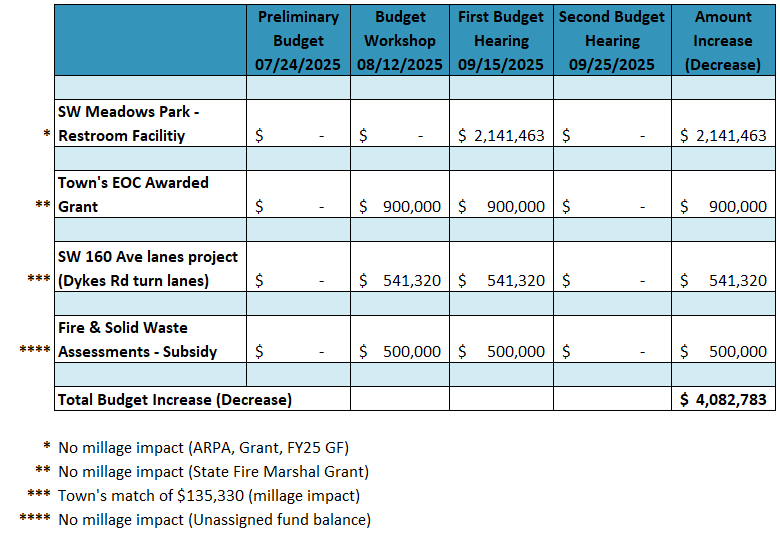 Preliminary Budget 07/24/2025 Budget Workshop 08/12/2025 First Budget Hearing 09/15/2025 Second Budget Hearing 09/25/2025 Amount Increase (Decrease)
SW Meadows Park -
* Restroom Facilitiy $ - $ - $ 2,141,463 $ - $ 2,141,463
Town's EOC Awarded
** Grant $ - $ 900,000 $ 900,000 $ - $ 900,000
SW 160 Ave lanes project
*** (Dykes Rd turn lanes) $ - $ 541,320 $ 541,320 $ - $ 541,320
Fire & Solid Waste
**** Assessments - Subsidy $ - $ 500,000 $ 500,000 $ - $ 500,000
Total Budget Increase (Decrease) $ 4,082,783
* No millage impact (ARPA, Grant, FY25 GF)
** No millage impact (State Fire Marshal Grant)
*** Town's match of $135,330 (millage impact)
**** No millage impact (Unassigned fund balance)